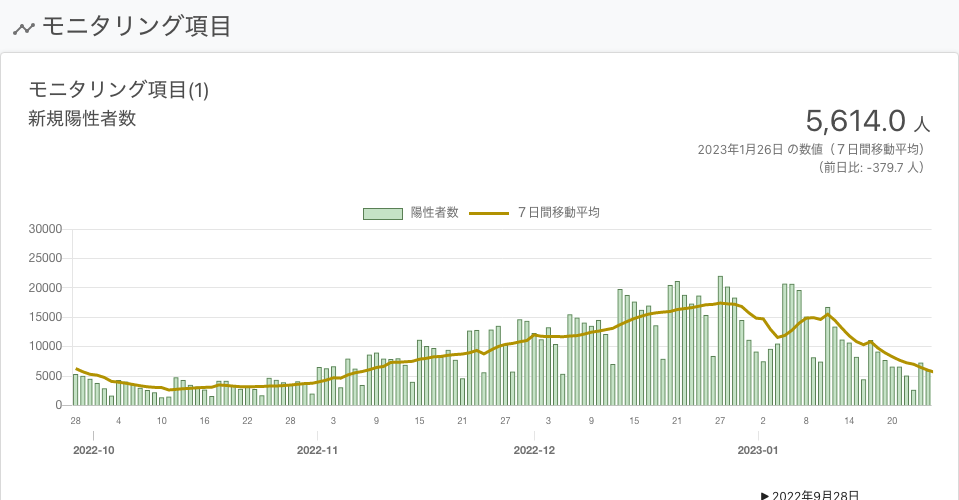 モニタリング項目
モニタリング項目(1)
新規陽性者数
5,614.0 人
2023年1月26日 の数値（７日間移動平均）
（前日比: -379.7 人）
陽性者数 ７日間移動平均
30000
25000
20000
15000
10000
5000
0
28 4 10 16 22 28 3 9 15 21 27 3 9 15 21 27 2 8 14 20
2022-10 2022-11 2022-12 2023-01
▶ 2022年9月28日